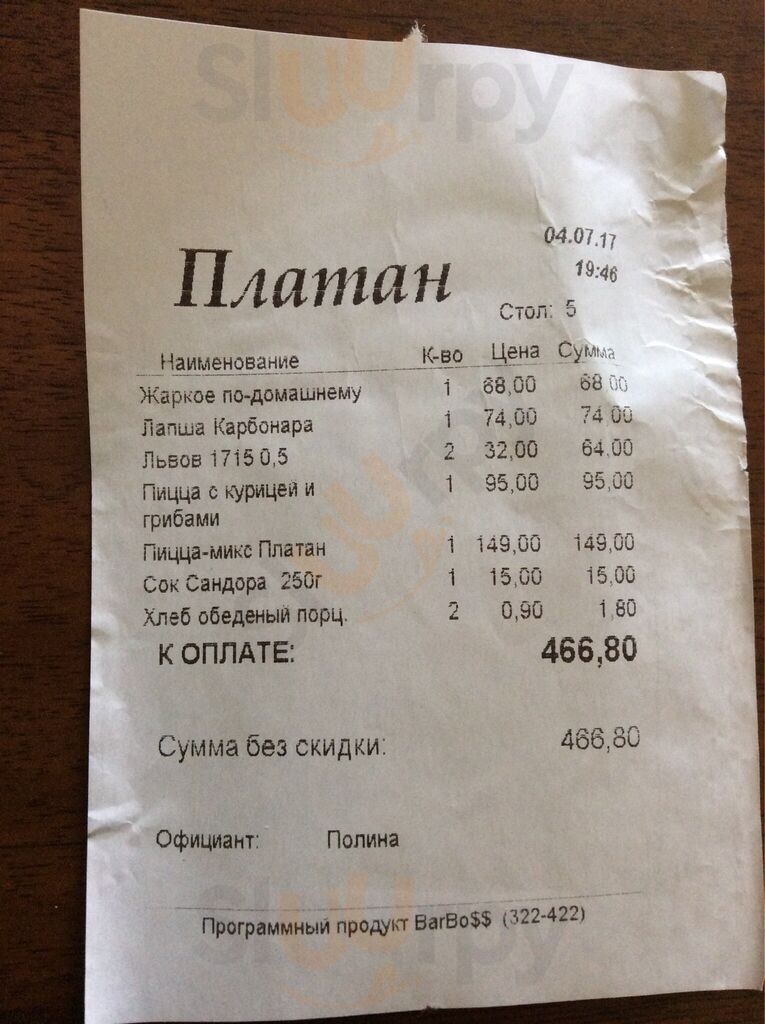 Sluurpy
04.07.17
Платан
19:46
Стол: 5
Наименование К-во Цена Сумма
Жаркое по-домашнему 1 68,00 68,00
Лапша Карбонара 1 74,00 74,00
Львов 1715 0,5 2 32,00 64,00
Пицца с курицей и 1 95,00 95,00
грибами
Пицца-микс Платан 1 149,00 149,00
Сок Сандора 250г 1 15,00 15,00
Хлеб обеденый порц. 2 0,90 1,80
К ОПЛАТЕ: 466,80
Сумма без скидки: 466,80
Официант: Полина
Sluurpy
Программный продукт BarBo$$ (322-422)